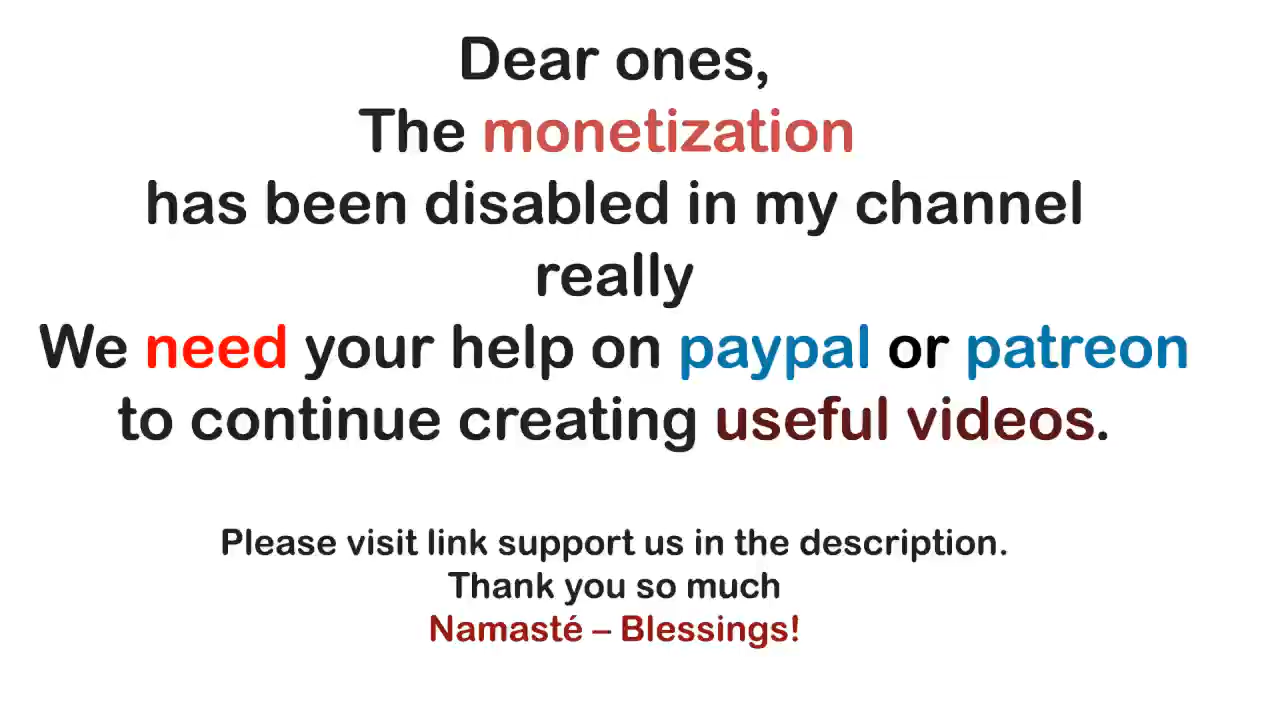 Dear ones,
The monetization
has been disabled in my channel
really
We need your help on paypal or patreon
to continue creating useful videos.
Please visit link support us in the description.
Thank you so much
Namasté – Blessings!